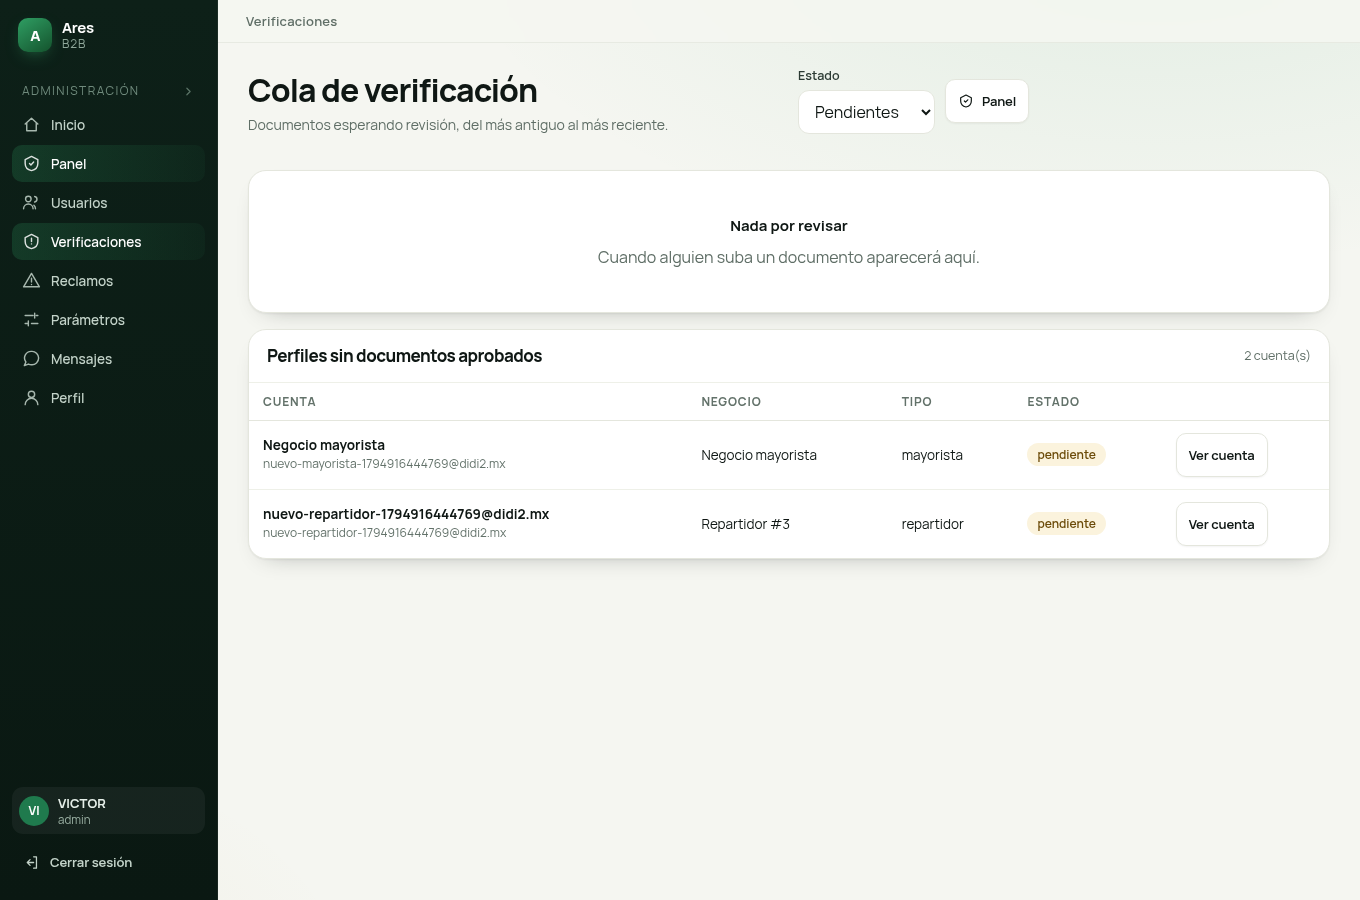 A
Ares
B2B
ADMINISTRACIÓN
Inicio
Panel
Usuarios
Verificaciones
Reclamos
Parámetros
Mensajes
Perfil
VI
VICTOR
admin
Cerrar sesión
Verificaciones
Cola de verificación
Documentos esperando revisión, del más antiguo al más reciente.
Estado
Pendientes
Panel
Nada por revisar
Cuando alguien suba un documento aparecerá aquí.
Perfiles sin documentos aprobados
2 cuenta(s)
CUENTA NEGOCIO TIPO ESTADO
Negocio mayorista
nuevo-mayorista-1794916444769@didi2.mx
Negocio mayorista mayorista pendiente Ver cuenta
nuevo-repartidor-1794916444769@didi2.mx
nuevo-repartidor-1794916444769@didi2.mx
Repartidor #3 repartidor pendiente Ver cuenta